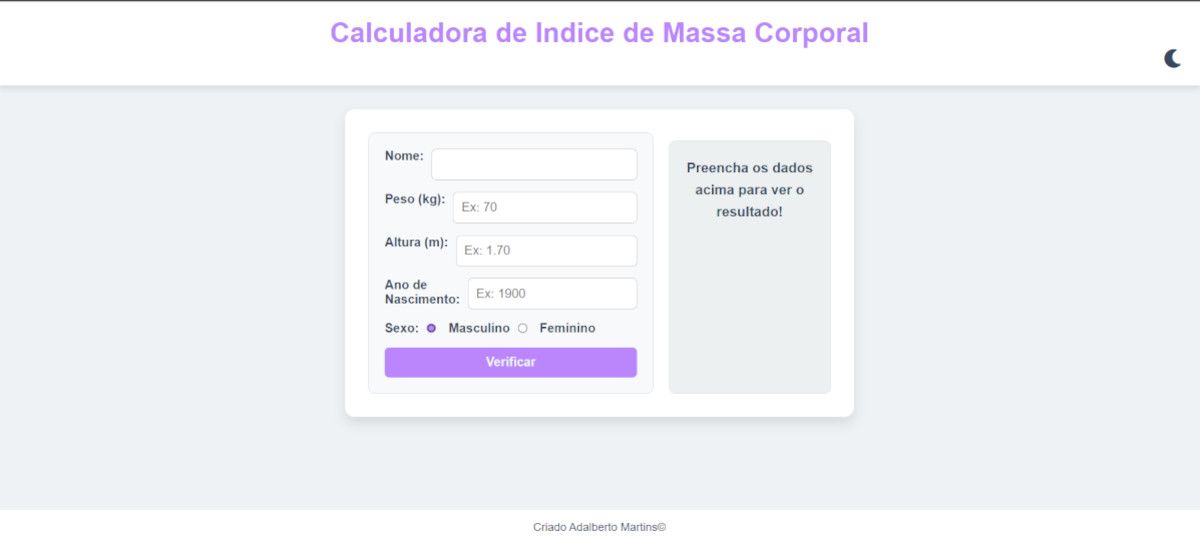 Calculadora de Indice de Massa Corporal
Nome:
Peso (kg):
Ex: 70
Altura (m):
Ex: 1.70
Ano de
Nascimento:
Ex: 1900
Sexo: Masculino Feminino
Verificar
Preencha os dados
acima para ver o
resultado!
Criado Adalberto Martins©